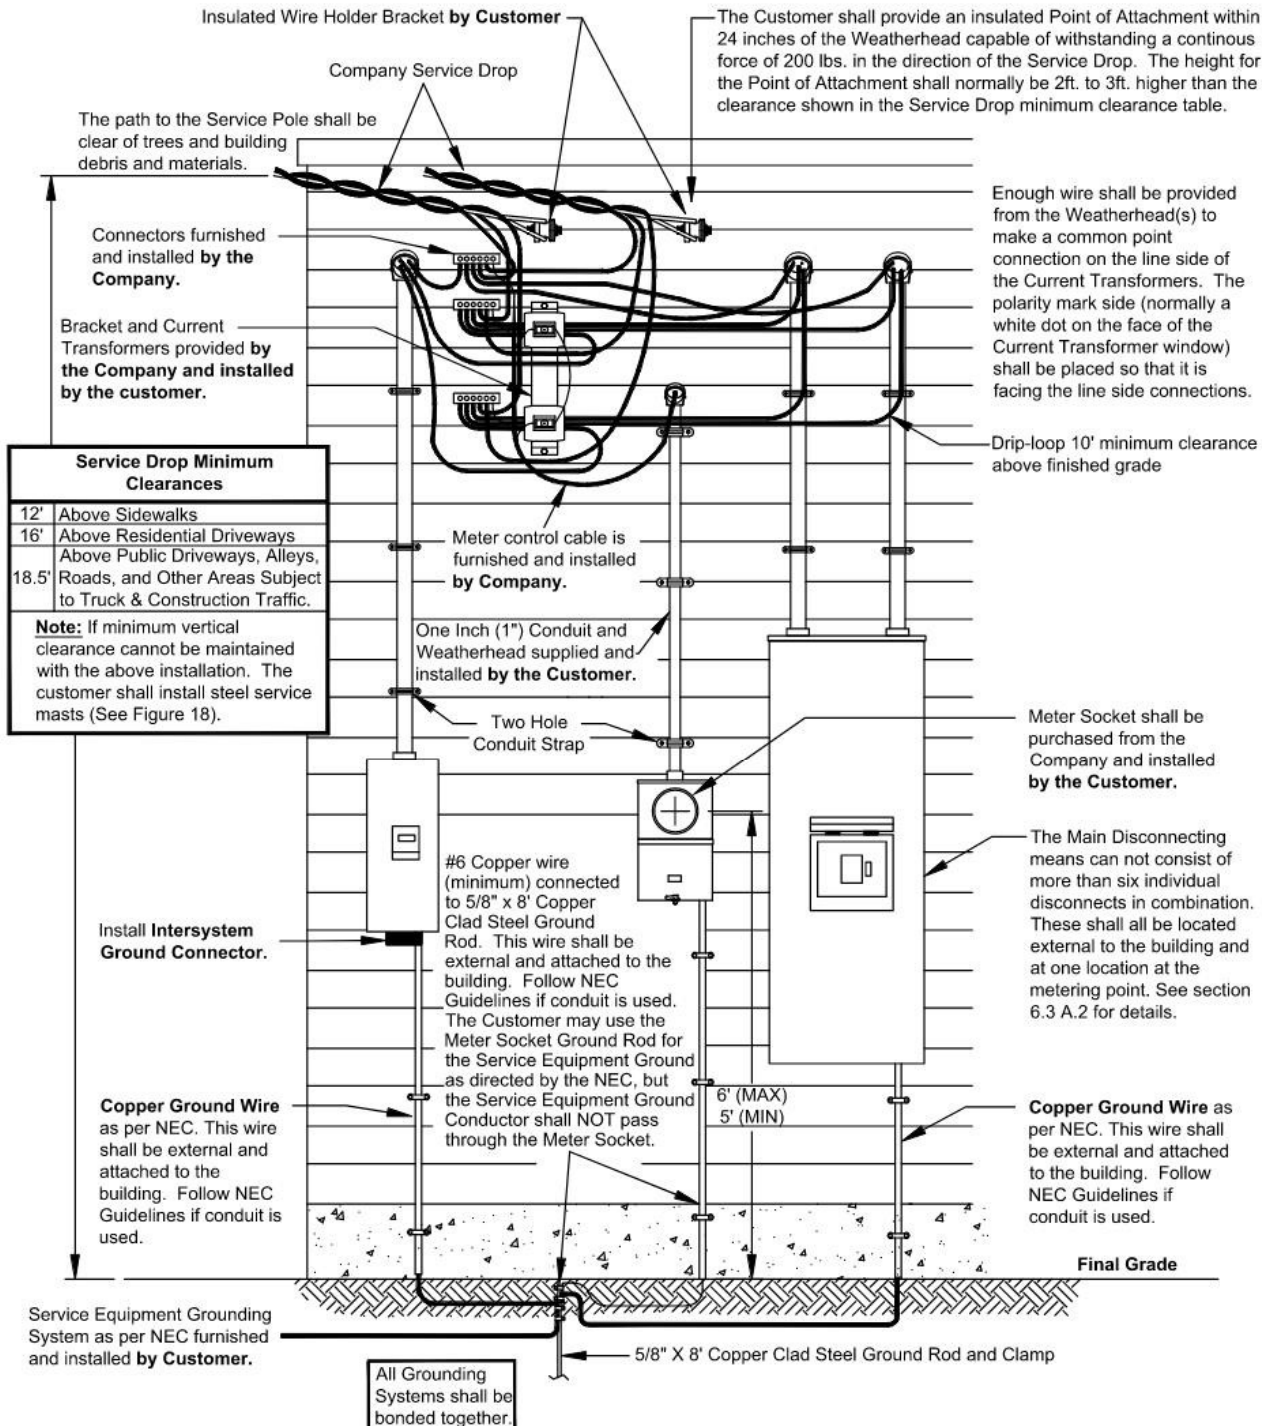 Insulated Wire Holder Bracket by Customer
The Customer shall provide an insulated Point of Attachment within
24 inches of the Weatherhead capable of withstanding a continous
force of 200 lbs. in the direction of the Service Drop. The height for
the Point of Attachment shall normally be 2ft. to 3ft. higher than the
clearance shown in the Service Drop minimum clearance table.
Company Service Drop
The path to the Service Pole shall be
clear of trees and building
debris and materials.
Enough wire shall be provided
from the Weatherhead(s) to
make a common point
connection on the line side of
the Current Transformers. The
polarity mark side (normally a
white dot on the face of the
Current Transformer window)
shall be placed so that it is
facing the line side connections.
Connectors furnished
and installed by the
Company.
Bracket and Current
Transformers provided by
the Company and installed
by the customer.
Drip-loop 10' minimum clearance
above finished grade
Service Drop Minimum
Clearances
12' Above Sidewalks
16' Above Residential Driveways
Above Public Driveways, Alleys,
18.5' Roads, and Other Areas Subject
to Truck & Construction Traffic.
Note: If minimum vertical
clearance cannot be maintained
with the above installation. The
customer shall install steel service
masts (See Figure 18).
Meter control cable is
furnished and installed
by Company.
One Inch (1") Conduit and
Weatherhead supplied and
installed by the Customer.
Two Hole
Conduit Strap
Meter Socket shall be
purchased from the
Company and installed
by the Customer.
The Main Disconnecting
means can not consist of
more than six individual
disconnects in combination.
These shall all be located
external to the building and
at one location at the
metering point. See section
6.3 A.2 for details.
#6 Copper wire
(minimum) connected
to 5/8" x 8' Copper
Clad Steel Ground
Rod. This wire shall be
external and attached to the
building. Follow NEC
Guidelines if conduit is used.
The Customer may use the
Meter Socket Ground Rod for
the Service Equipment Ground
as directed by the NEC, but
the Service Equipment Ground
Conductor shall NOT pass
through the Meter Socket.
Install Intersystem
Ground Connector.
6' (MAX)
5' (MIN)
Copper Ground Wire
as per NEC. This wire
shall be external and
attached to the
building. Follow NEC
Guidelines if conduit is
used.
Copper Ground Wire as
per NEC. This wire shall
be external and attached
to the building. Follow
NEC Guidelines if
conduit is used.
Final Grade
Service Equipment Grounding
System as per NEC furnished
and installed by Customer.
5/8" X 8' Copper Clad Steel Ground Rod and Clamp
All Grounding
Systems shall be
bonded together.